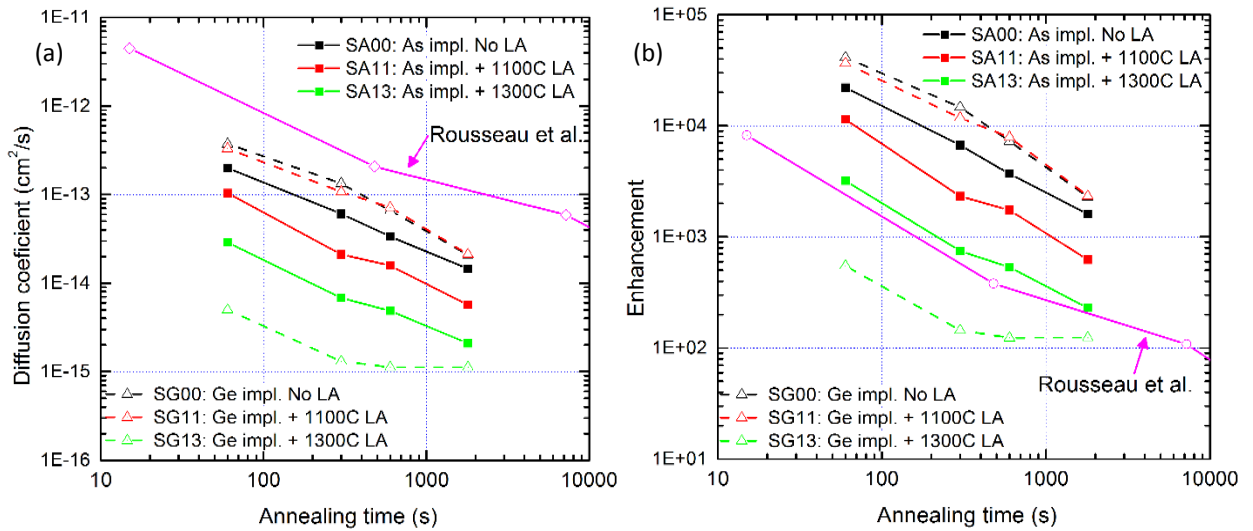 (a)
SA00: As impl. No LA
SA11: As impl. + 1100C LA
SA13: As impl. + 1300C LA
Rousseau et al.
SG00: Ge impl. No LA
SG11: Ge impl. + 1100C LA
SG13: Ge impl. + 1300C LA
Diffusion coeficient (cm²/s)
1E-11
1E-12
1E-13
1E-14
1E-15
1E-16
10
100
1000
10000
Annealing time (s)
(b)
SA00: As impl. No LA
SA11: As impl. + 1100C LA
SA13: As impl. + 1300C LA
Rousseau et al.
SG00: Ge impl. No LA
SG11: Ge impl. + 1100C LA
SG13: Ge impl. + 1300C LA
Enhancement
1E+05
1E+04
1E+03
1E+02
1E+01
10
100
1000
10000
Annealing time (s)